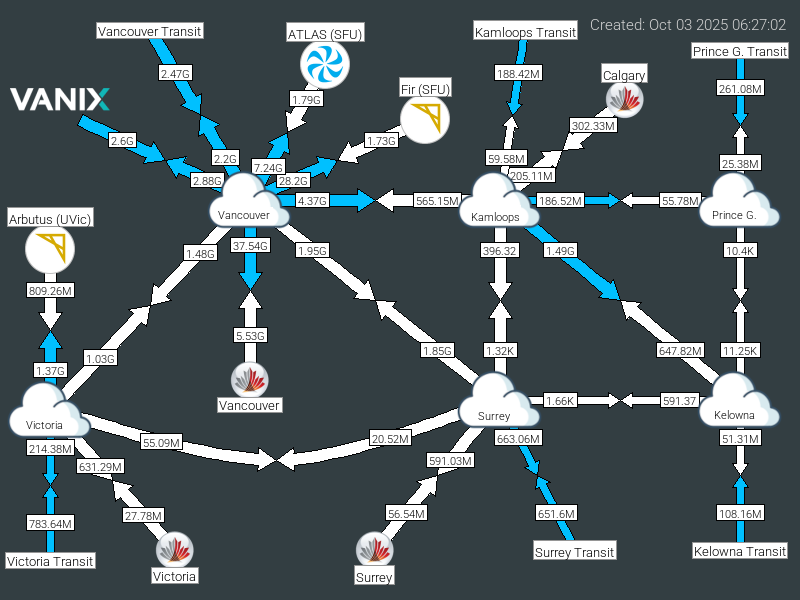 Created: Oct 03 2025 06:27:02
Vancouver Transit
ATLAS (SFU)
Kamloops Transit
Prince G. Transit
2.47G
188.42M
Calgary
261.08M
VANIX
1.79G
Fir (SFU)
302.33M
2.6G
1.73G
2.2G
7.24G
59.58M
25.38M
2.88G
28.2G
205.11M
4.37G
565.15M
186.52M
55.78M
Vancouver
Kamloops
Prince G.
Arbutus (UVic)
1.48G
37.54G
1.95G
396.32
1.49G
10.4K
809.26M
5.53G
1.03G
1.85G
1.32K
647.82M
11.25K
1.37G
Vancouver
1.66K
591.37
Victoria
Surrey
Kelowna
214.38M
55.09M
20.52M
663.06M
51.31M
631.29M
591.03M
783.64M
27.78M
56.54M
651.6M
108.16M
Victoria Transit
Victoria
Surrey
Surrey Transit
Kelowna Transit